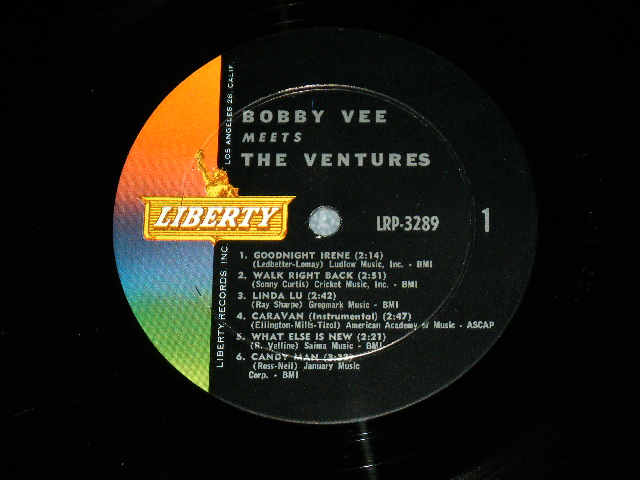 BOBBY VEE
MEETS
THE VENTURES
LIBERTY
LRP-3289
1
1. GOODNIGHT IRENE (2:14)
(Ledbetter-Lomay) Ludlow Music, Inc. - BMI
2. WALK RIGHT BACK (2:51)
(Sonny Curtis) Cricket Music, Inc. - BMI
3. LINDA LU (2:42)
(Ray Sharpe) Gregmark Music - BMI
4. CARAVAN (Instrumental) (2:47)
(Ellington-Mills-Tizol) American Academy of Music - ASCAP
5. WHAT ELSE IS NEW (2:21)
(R. Velline) Saima Music - BMI
6. CANDY MAN
(Ross-Neil) January Music
Corp. - BMI
LIBERTY RECORDS, INC.
LOS ANGELES 28, CALIF.